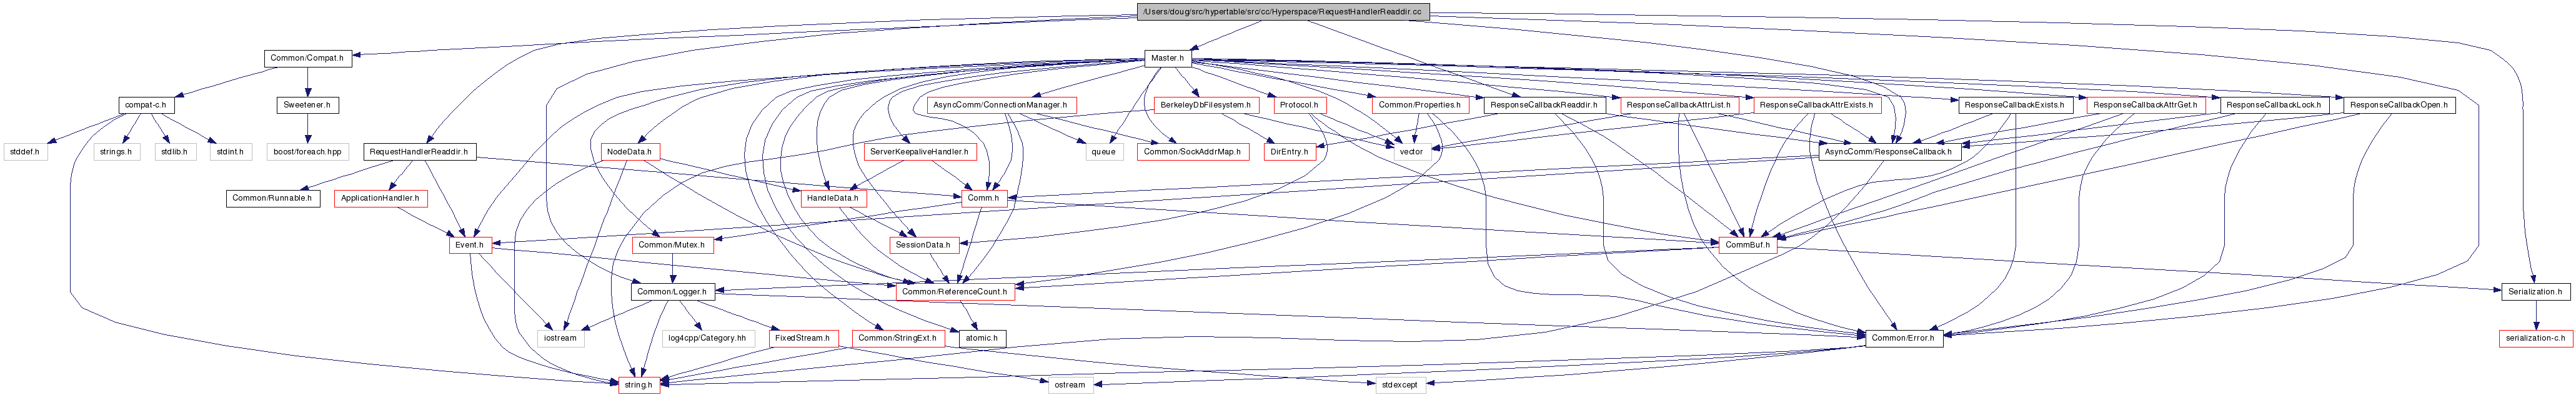 /Users/doug/src/hypertable/src/cc/Hyperspace/RequestHandlerReaddir.cc
Common/Compat.h
Master.h
compat-c.h
Sweetener.h
AsyncComm/ConnectionManager.h
BerkeleyDbFilesystem.h
Protocol.h
Common/Properties.h
ResponseCallbackReaddir.h
ResponseCallbackAttrList.h
ResponseCallbackAttrExists.h
ResponseCallbackExists.h
ResponseCallbackAttrGet.h
ResponseCallbackLock.h
ResponseCallbackOpen.h
stddef.h
strings.h
stdlib.h
stdint.h
boost/foreach.hpp
RequestHandlerReaddir.h
NodeData.h
ServerKeepaliveHandler.h
queue
Common/SockAddrMap.h
DirEntry.h
vector
AsyncComm/ResponseCallback.h
Common/Runnable.h
ApplicationHandler.h
HandleData.h
Comm.h
Event.h
Common/Mutex.h
SessionData.h
CommBuf.h
Common/Logger.h
Common/ReferenceCount.h
Serialization.h
iostream
log4cpp/Category.hh
FixedStream.h
Common/StringExt.h
atomic.h
Common/Error.h
serialization-c.h
string.h
ostream
stdexcept